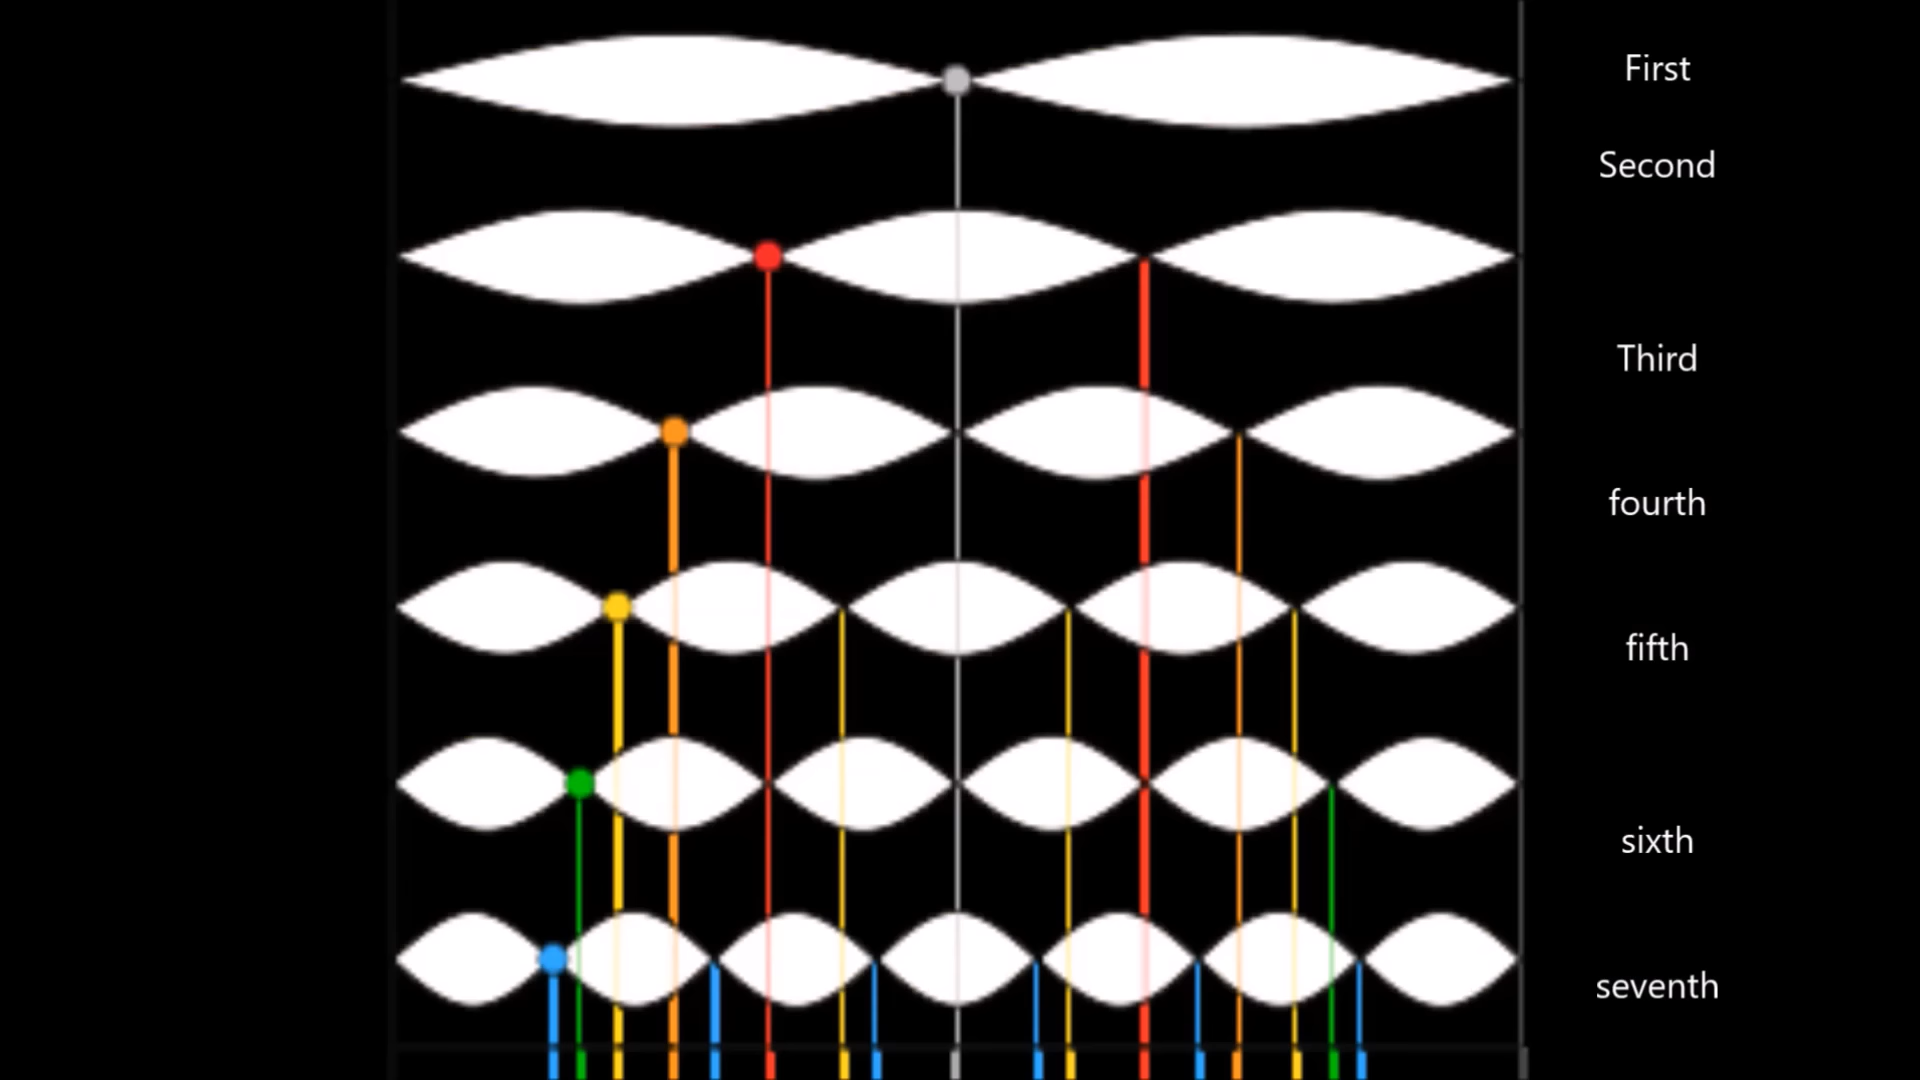 First
Second
Third
fourth
fifth
sixth
seventh